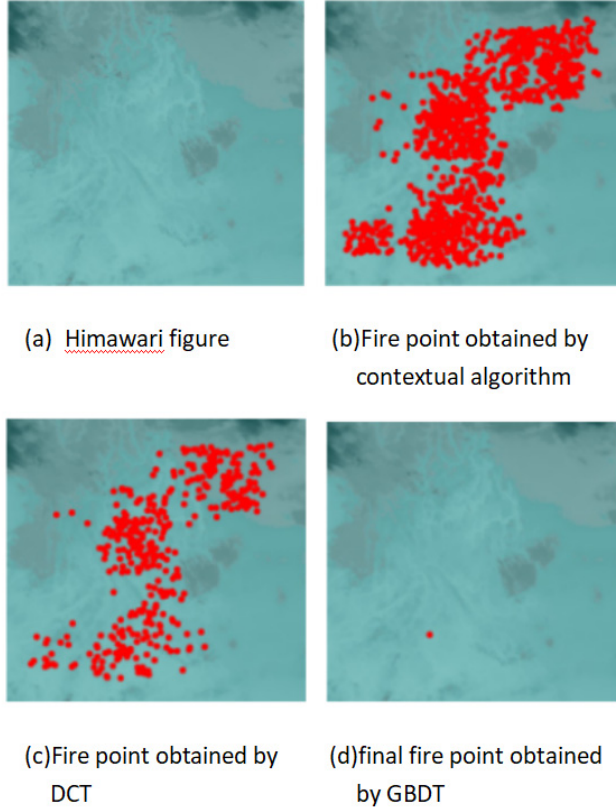 (a) Himawari figure
(b)Fire point obtained by
contextual algorithm
(c)Fire point obtained by
DCT
(d)final fire point obtained
by GBDT